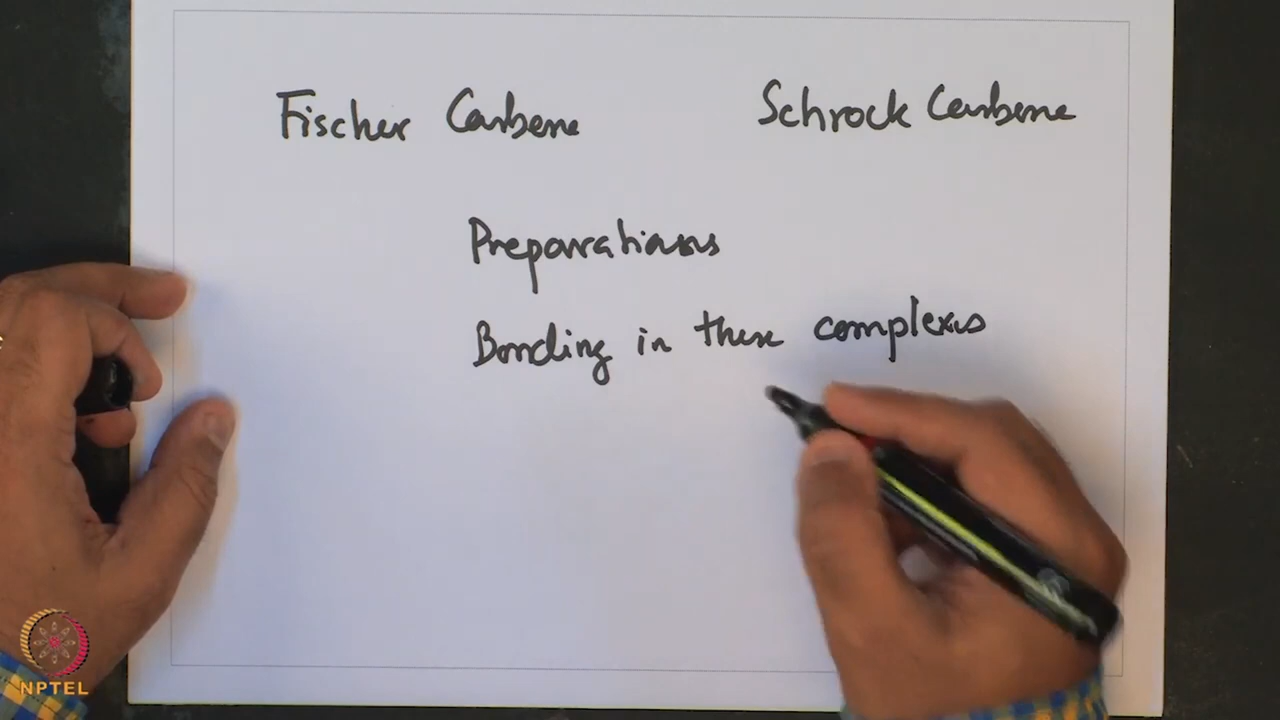 Fischer Carbene Schrock Carbene
Preparations
Bonding in these complexes
NPTEL